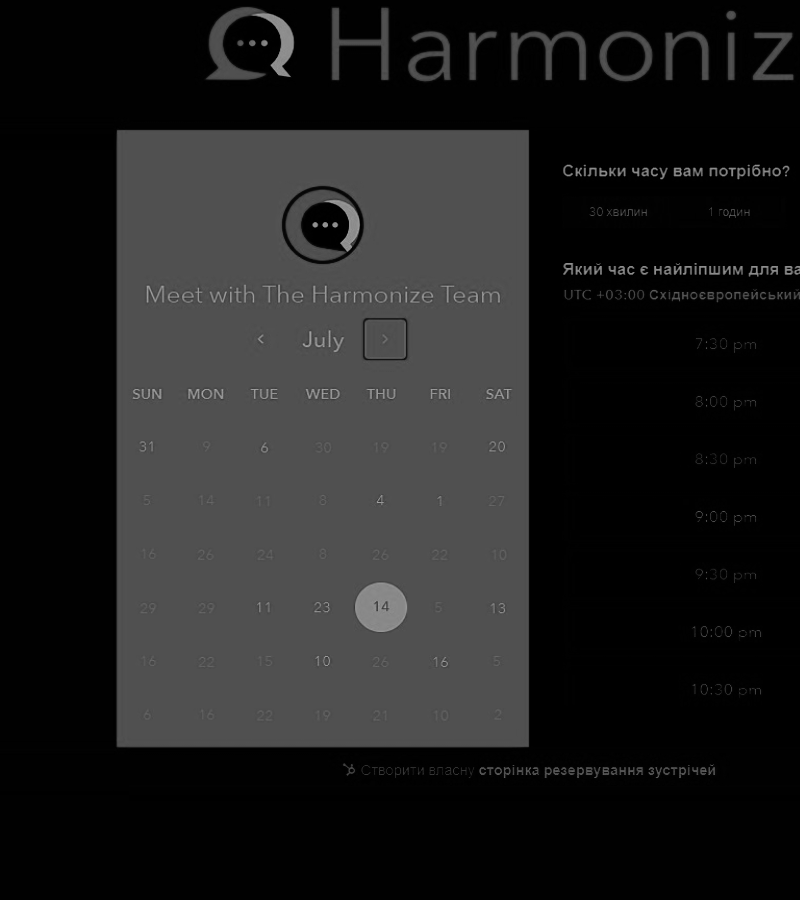 Harmoniz
Meet with The Harmonize Team
July
SUN MON TUE WED THU FRI SAT
31 9 6 30 19 19 20
5 14 11 8 4 1 27
16 26 24 8 26 22 10
29 29 11 23 14 5 13
16 22 15 10 26 16 5
6 16 22 19 21 10 2
Скільки часу вам потрібно?
30 хвилин 1 годин
Який час є найліпшим для ва
UTC +03:00 Східноєвропейський
7:30 pm
8:00 pm
8:30 pm
9:00 pm
9:30 pm
10:00 pm
10:30 pm
Створити власну сторінка резервування зустрічей